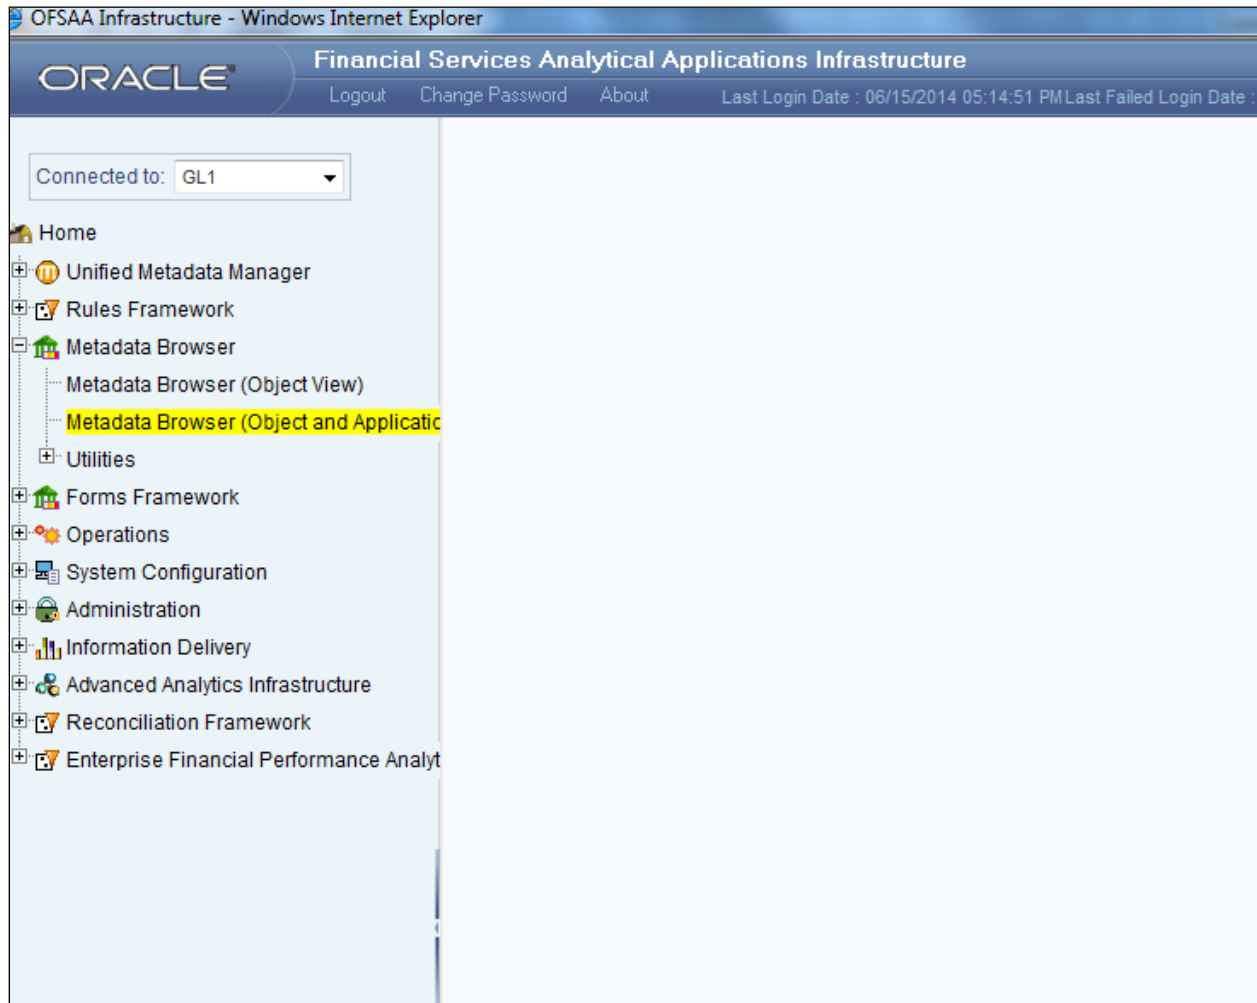 OFSAA Infrastructure - Windows Internet Explorer
ORACLE
Financial Services Analytical Applications Infrastructure
Logout Change Password About Last Login Date : 06/15/2014 05:14:51 PM Last Failed Login Date :
Connected to: GL1
Home
Unified Metadata Manager
Rules Framework
Metadata Browser
Metadata Browser (Object View)
Metadata Browser (Object and Applicatio
Utilities
Forms Framework
Operations
System Configuration
Administration
Information Delivery
Advanced Analytics Infrastructure
Reconciliation Framework
Enterprise Financial Performance Analyt